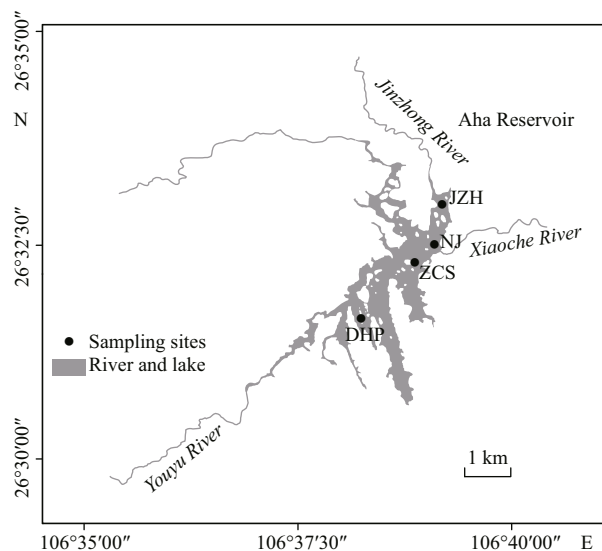 26°35′00″
N
Jinzhong River
Aha Reservoir
JZH
26°32′30″
NJ
Xiaoche River
ZCS
DHP
Sampling sites
River and lake
Youyu River
26°30′00″
1 km
106°35′00″
106°37′30″
106°40′00″
E